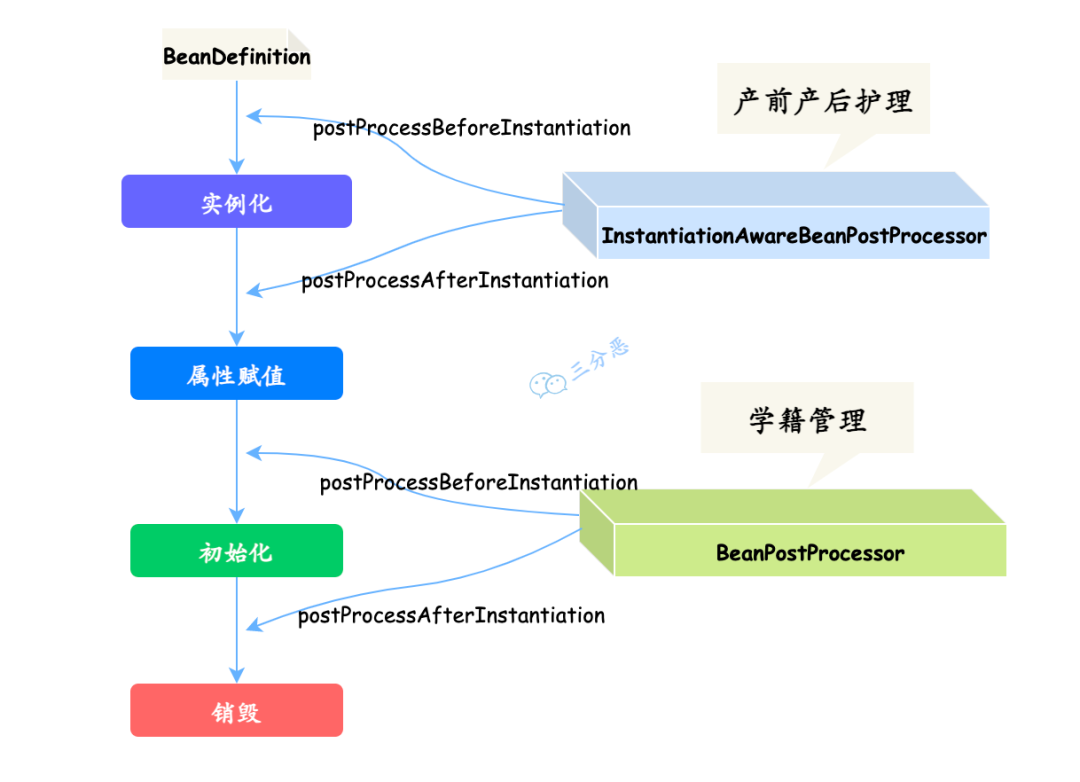 BeanDefinition
产前产后护理
postProcessBeforeInstantiation
实例化
InstantiationAwareBeanPostProcessor
postProcessAfterInstantiation
三分恶
属性赋值
学籍管理
postProcessBeforeInstantiation
初始化
BeanPostProcessor
postProcessAfterInstantiation
销毁